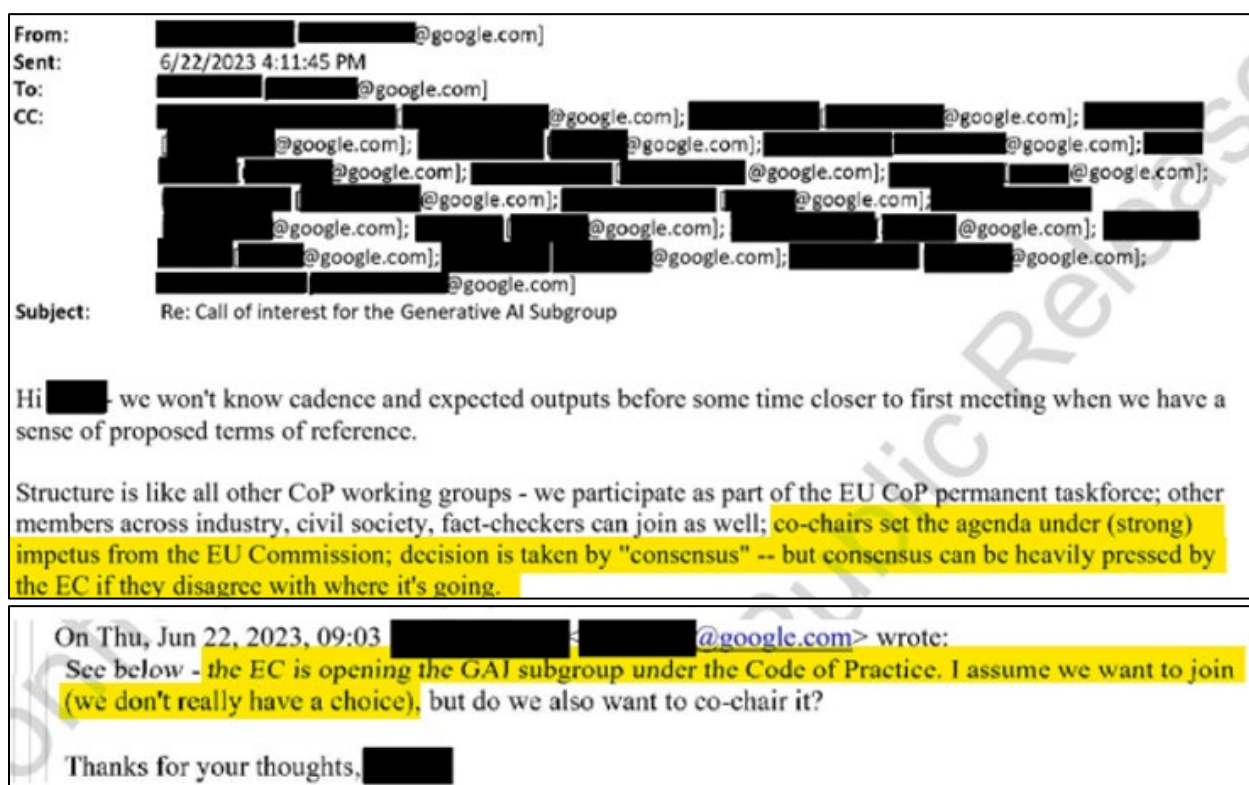 From: [@google.com]
Sent: 6/22/2023 4:11:45 PM
To: @google.com]
CC: @google.com]; @google.com];
[ @google.com]; @google.com]; @google.com];
@google.com]; @google.com]; @google.com];
[ @google.com]; [ @google.com];
@google.com]; @google.com]; @google.com];
@google.com]; @google.com]; @google.com];
@google.com]
Subject: Re: Call of interest for the Generative AI Subgroup
Hi - we won't know cadence and expected outputs before some time closer to first meeting when we have a
sense of proposed terms of reference.
Structure is like all other CoP working groups - we participate as part of the EU CoP permanent taskforce; other
members across industry, civil society, fact-checkers can join as well; co-chairs set the agenda under (strong)
impetus from the EU Commission; decision is taken by "consensus" -- but consensus can be heavily pressed by
the EC if they disagree with where it's going.
On Thu, Jun 22, 2023, 09:03 < @google.com> wrote:
See below - the EC is opening the GAI subgroup under the Code of Practice. I assume we want to join
(we don't really have a choice), but do we also want to co-chair it?
Thanks for your thoughts,
Public Release